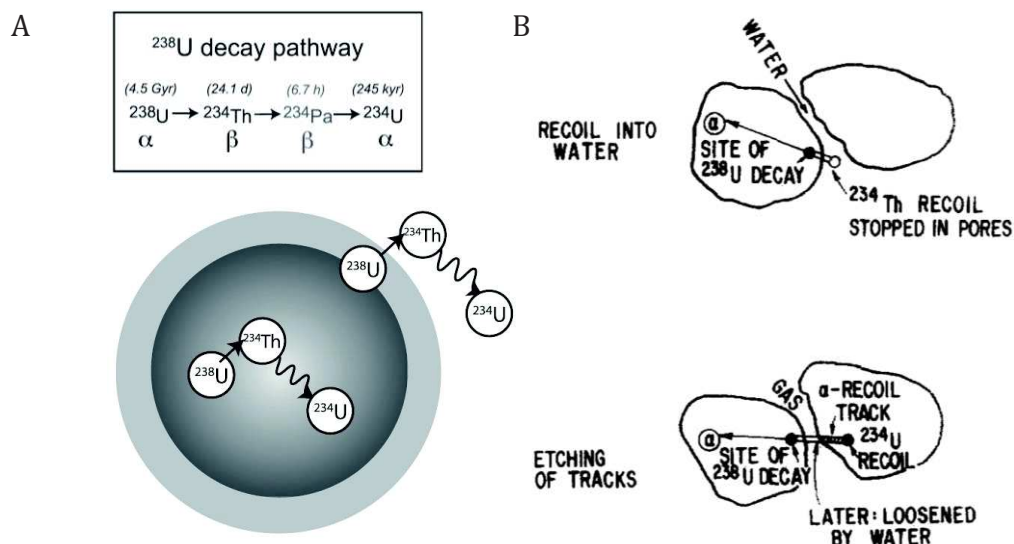 A
²³⁸U decay pathway
(4.5 Gyr) (24.1 d) (6.7 h) (245 kyr)
²³⁸U → ²³⁴Th → ²³⁴Pa → ²³⁴U
α β β α
²³⁴Th
²³⁸U
²³⁴U
²³⁴Th
²³⁸U
²³⁴U
B
WATER
RECOIL INTO
WATER
α
SITE OF
²³⁸U DECAY
²³⁴Th RECOIL
STOPPED IN PORES
ETCHING
OF TRACKS
GAS
α
SITE OF
²³⁸U DECAY
α-RECOIL
TRACK
²³⁴U
RECOIL
LATER: LOOSENED
BY WATER